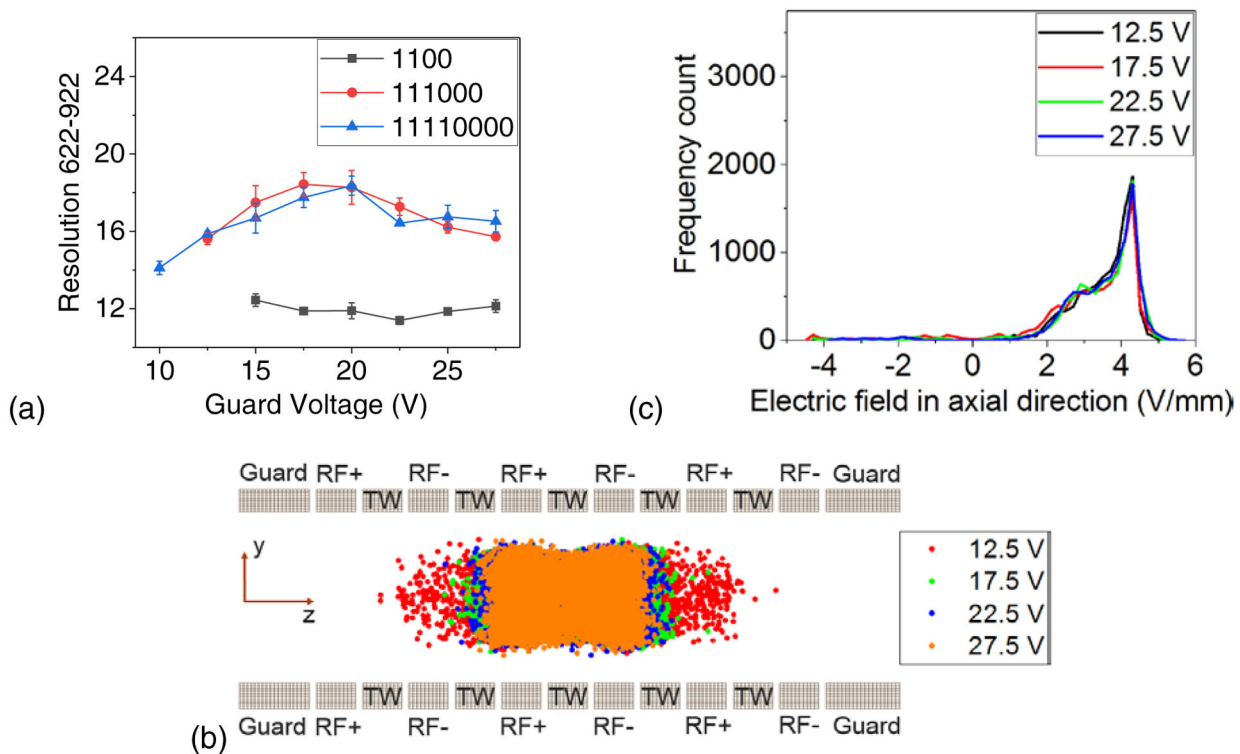 24
20
16
12
Resolution 622-922
1100
111000
11110000
10 15 20 25
Guard Voltage (V)
(a)
3000
2000
1000
0
Frequency count
12.5 V
17.5 V
22.5 V
27.5 V
-4 -2 0 2 4 6
Electric field in axial direction (V/mm)
(c)
Guard RF+ RF- RF+ RF- RF+ RF- Guard
TW TW TW TW TW
y
z
12.5 V
17.5 V
22.5 V
27.5 V
TW TW TW TW TW
Guard RF+ RF- RF+ RF- RF+ RF- Guard
(b)